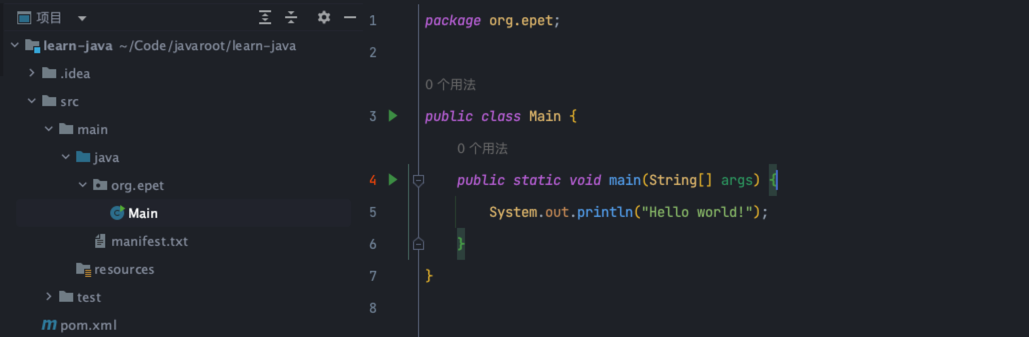 项目
learn-java ~/Code/javaroot/learn-java
.idea
src
main
java
org.epet
Main
manifest.txt
resources
test
pom.xml
1 package org.epet;
2
0 个用法
3 public class Main {
0 个用法
4 public static void main(String[] args) {
5 System.out.println("Hello world!");
6 }
7 }
8